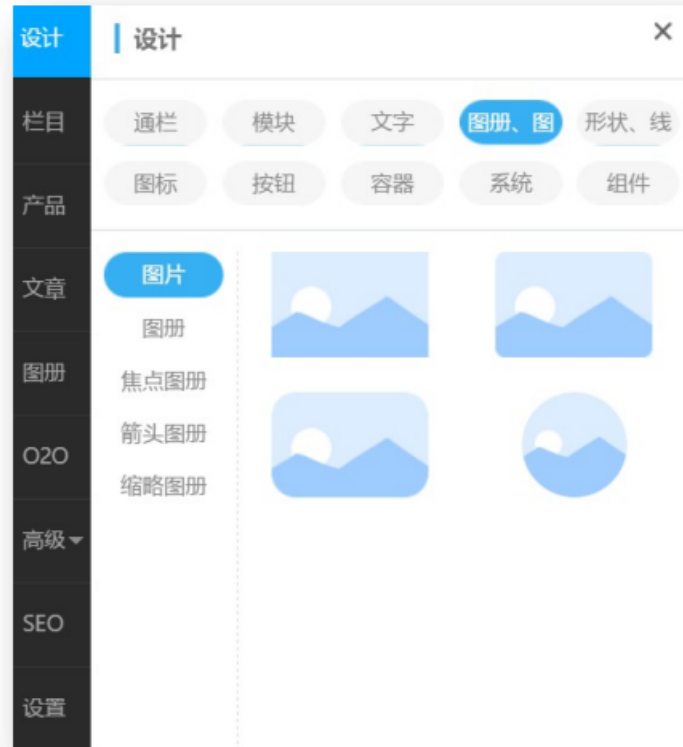 设计
栏目
产品
文章
图册
O2O
高级
SEO
设置
设计
通栏 模块 文字 图册、图 形状、线
图标 按钮 容器 系统 组件
图片
图册
焦点图册
箭头图册
缩略图册